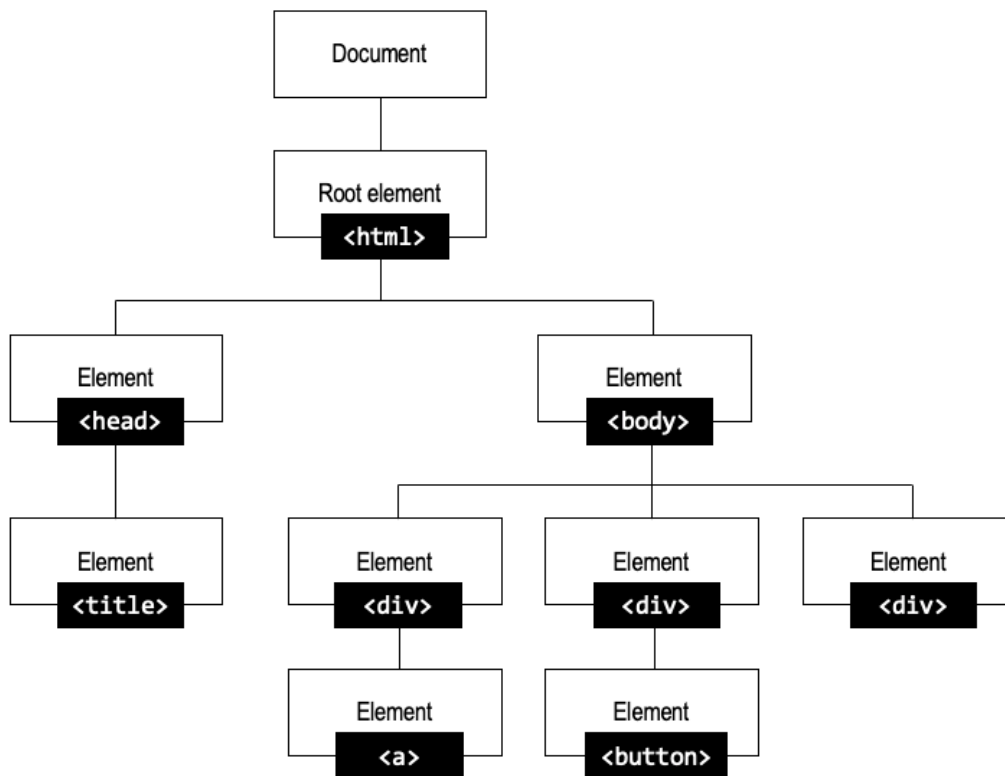 Document
Root element
<html>
Element
<head>
Element
<body>
Element
<title>
Element
<div>
Element
<div>
Element
<div>
Element
<a>
Element
<button>